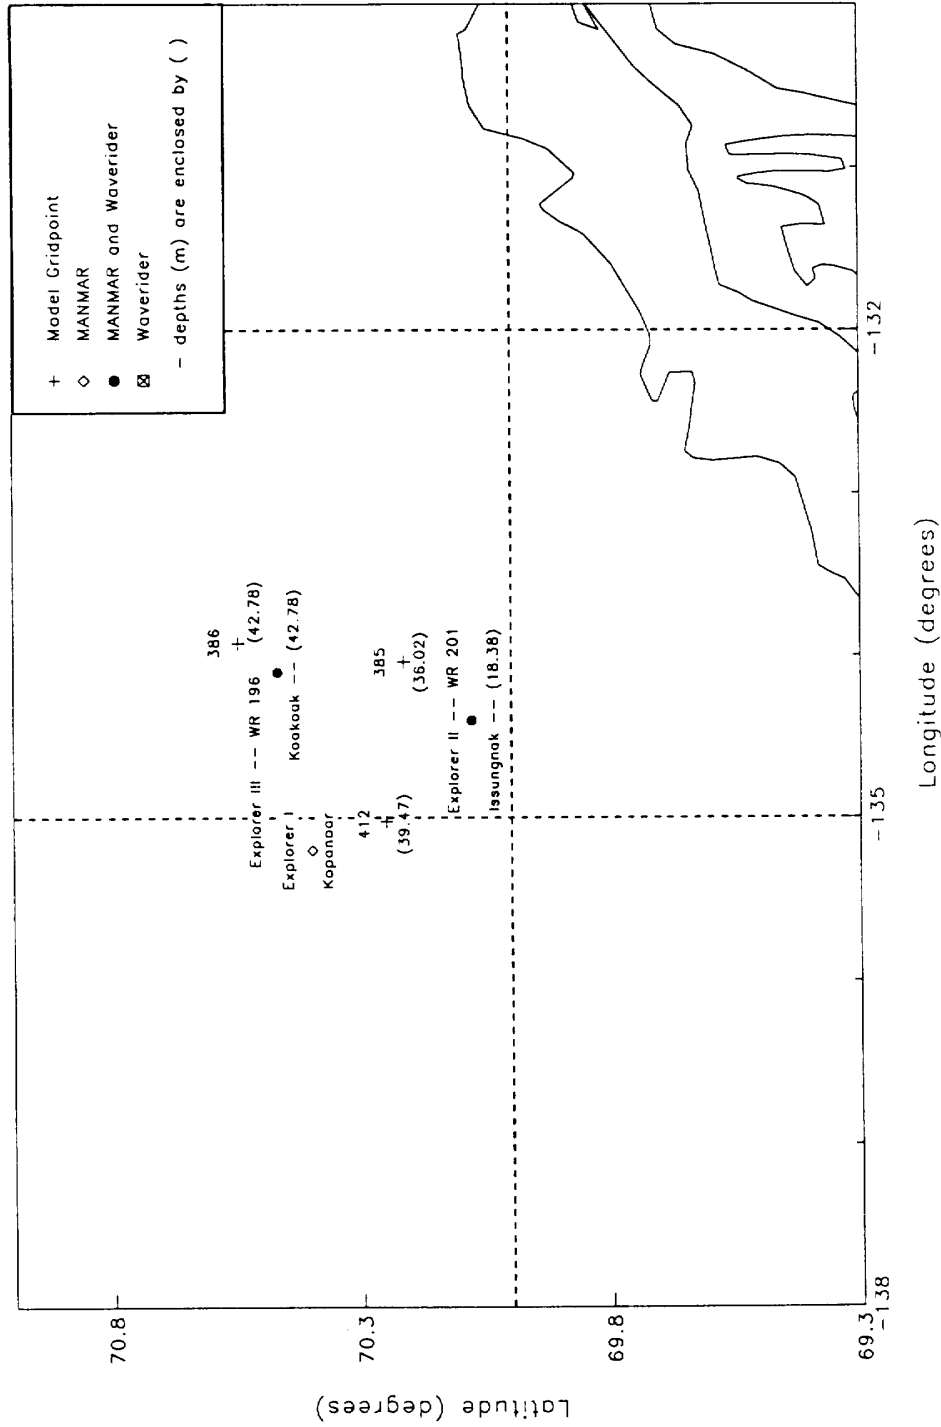 + Model Gridpoint
◇ MANMAR
● MANMAR and Waverider
⊠ Waverider
- depths (m) are enclosed by ( )
386
(42.78)
Explorer III -- WR 196
Koakoak -- (42.78)
Explorer I
Kopanoar
412
(39.47)
385
(36.02)
Explorer II -- WR 201
Issungnak -- (18.38)
70.8
70.3
69.8
69.3
-138
-135
-132
Latitude (degrees)
Longitude (degrees)